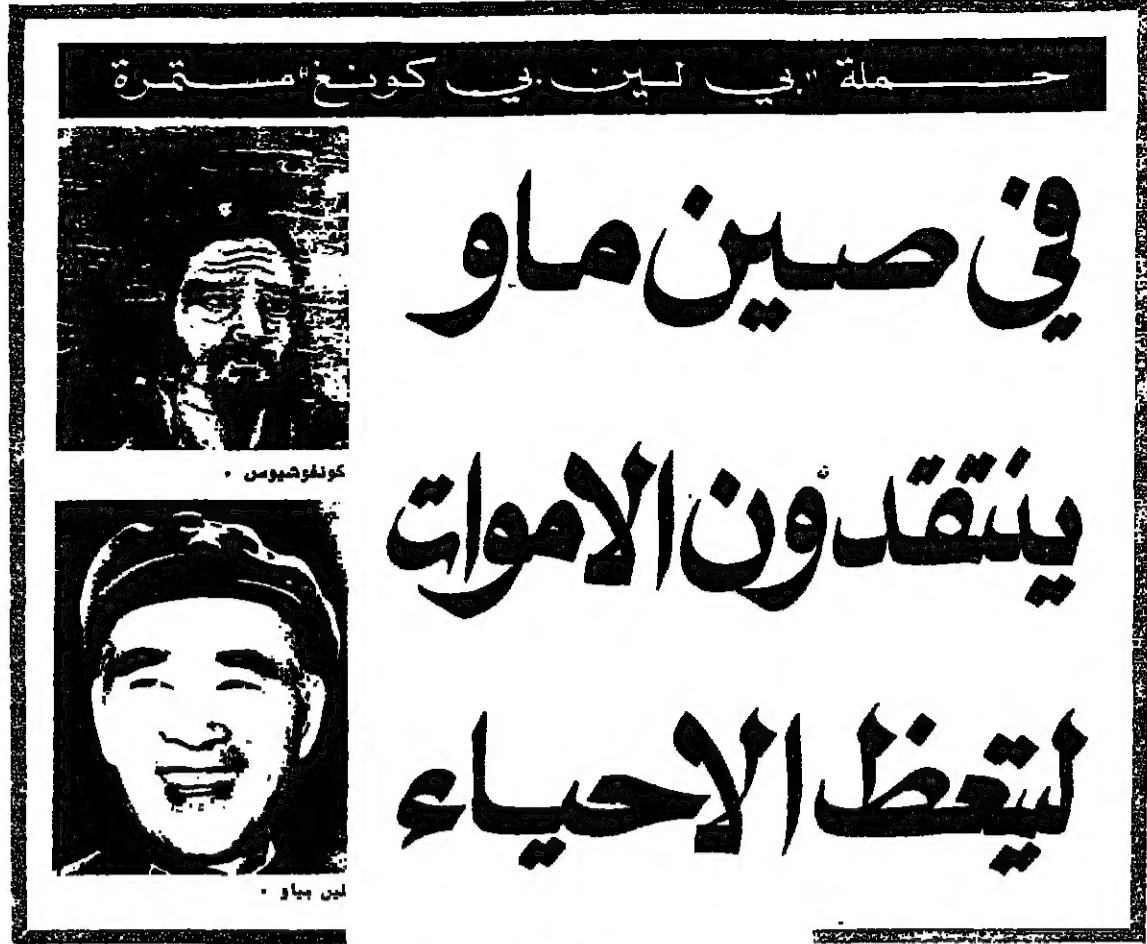 حملة "بي لين بي كونغ" مستمرة
في صين ماو
ينتقدون الاموات
ليتعظ الاحياء
كونفوشيوس .
لين بياو .